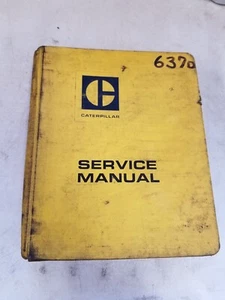 637D
CATERPILLAR
SERVICE
MANUAL